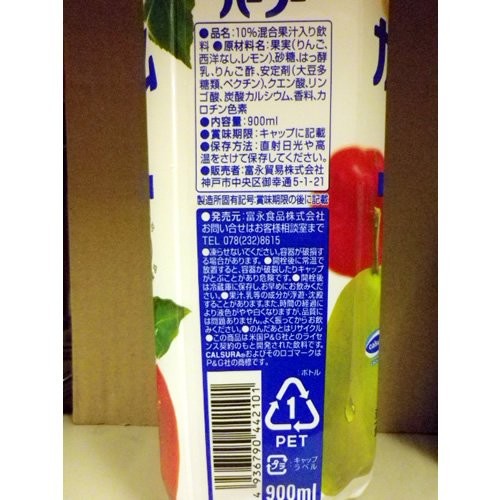 パーラー
●品名:10%混合果汁入り飲
料●原材料名:果実(りんご、
西洋なし、レモン)、砂糖、はっ酵
乳、りんご酢、安定剤(大豆多
糖類、ペクチン)、クエン酸、リン
ゴ酸、炭酸カルシウム、香料、カ
ロチン色素
●内容量:900ml
●賞味期限:キャップに記載
●保存方法:直射日光や高
温をさけて保存してください。
●販売者:富永貿易株式会社
神戸市中央区御幸通5-1-21
製造所固有記号:賞味期限の後に記載
●発売元:富永食品株式会社
お問い合せはお客様相談室まで
TEL 078(232)8615
●凍らせないでください。容器が破損す
る場合があります。●開栓後に常温で
放置すると、容器が破裂したりキャップ
がとぶことがあり危険です。●開栓後
は冷蔵庫に保存し、お早めにお飲みくだ
さい。●果汁、乳等の成分が浮遊・沈殿
することがあります。また、時間の経過に
より液色がやや白くなりますが、品質に
は問題ありません。よく振ってからお飲
みください。●のんだあとはリサイクル
●この商品は米国P&G社とのライ
センス契約のもと開発された飲料です。
CALSURA®およびそのロゴマークは
P&G社の商標です。
:ボトル
1
PET
キャップ
ラベル
プラ
4 936790 442101
900ml